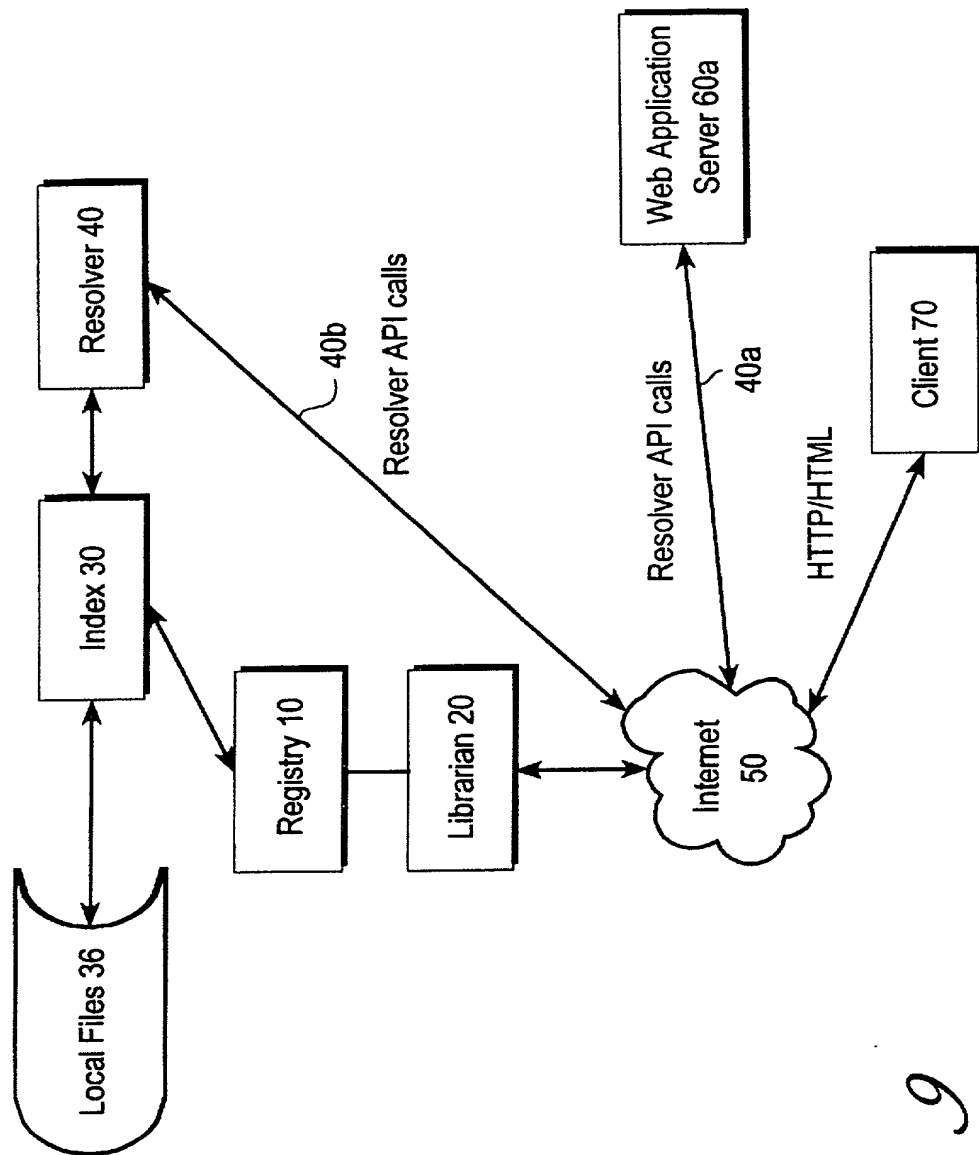 Local Files 36
Index 30
Resolver 40
Registry 10
Librarian 20
40b
Resolver API calls
Internet
50
Resolver API calls
40a
Web Application
Server 60a
HTTP/HTML
Client 70
9